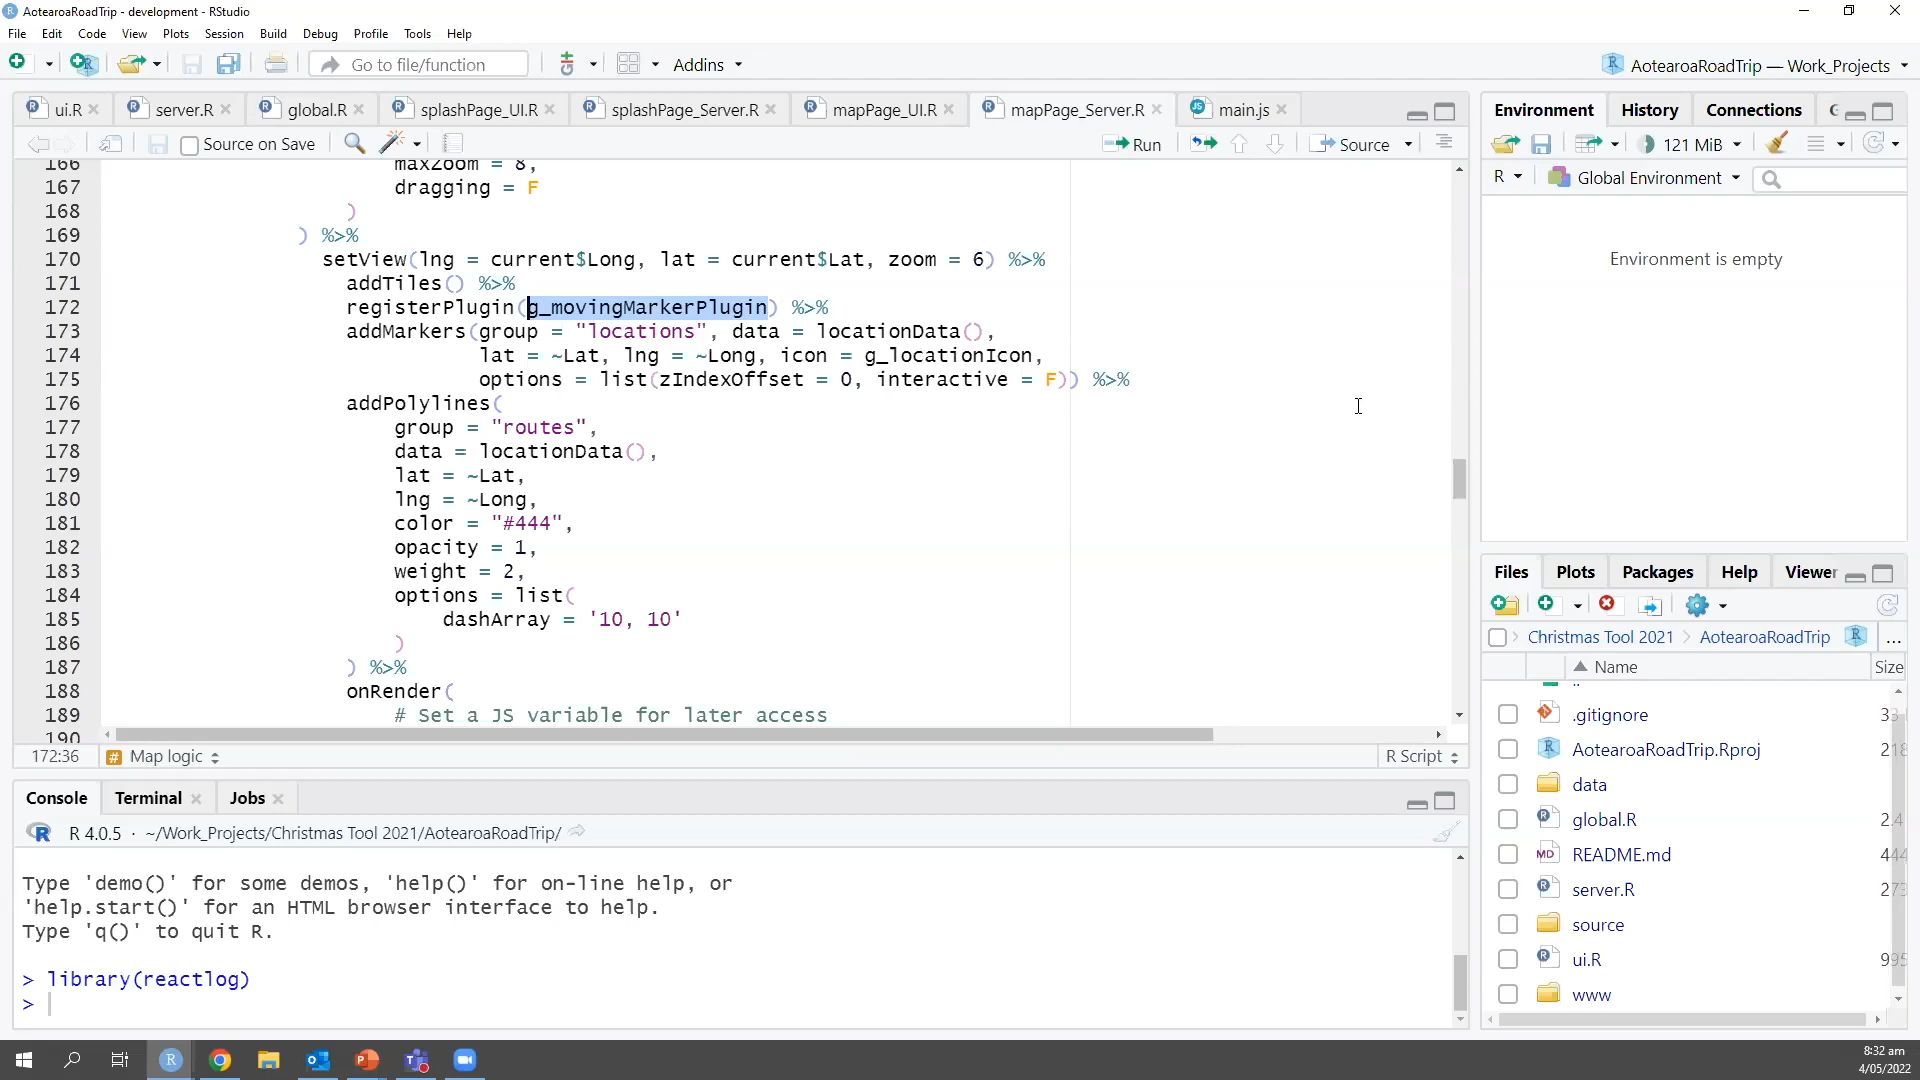 AotearoaRoadTrip - development - RStudio
File Edit Code View Plots Session Build Debug Profile Tools Help
Go to file/function Addins AotearoaRoadTrip — Work_Projects
ui.R server.R global.R splashPage_UI.R splashPage_Server.R mapPage_UI.R mapPage_Server.R main.js
Source on Save Run Source
166 maxZoom = 8,
167 dragging = F
168 )
169 ) %>%
170 setView(lng = current$Long, lat = current$Lat, zoom = 6) %>%
171 addTiles() %>%
172 registerPlugin(g_movingMarkerPlugin) %>%
173 addMarkers(group = "locations", data = locationData(),
174 lat = ~Lat, lng = ~Long, icon = g_locationIcon,
175 options = list(zIndexOffset = 0, interactive = F)) %>%
176 addPolylines(
177 group = "routes",
178 data = locationData(),
179 lat = ~Lat,
180 lng = ~Long,
181 color = "#444",
182 opacity = 1,
183 weight = 2,
184 options = list(
185 dashArray = '10, 10'
186 )
187 ) %>%
188 onRender(
189 # Set a JS variable for later access
190
172:36 # Map logic R Script
Console Terminal Jobs
R 4.0.5 · ~/Work_Projects/Christmas Tool 2021/AotearoaRoadTrip/
Type 'demo()' for some demos, 'help()' for on-line help, or
'help.start()' for an HTML browser interface to help.
Type 'q()' to quit R.
> library(reactlog)
>
Environment History Connections
121 MiB
R Global Environment
Environment is empty
Files Plots Packages Help Viewer
Christmas Tool 2021 AotearoaRoadTrip ...
Name Size
..
.gitignore 33
AotearoaRoadTrip.Rproj 218
data
global.R 2.4
MD README.md 444
server.R 273
source
ui.R 995
www
8:32 am
4/05/2022